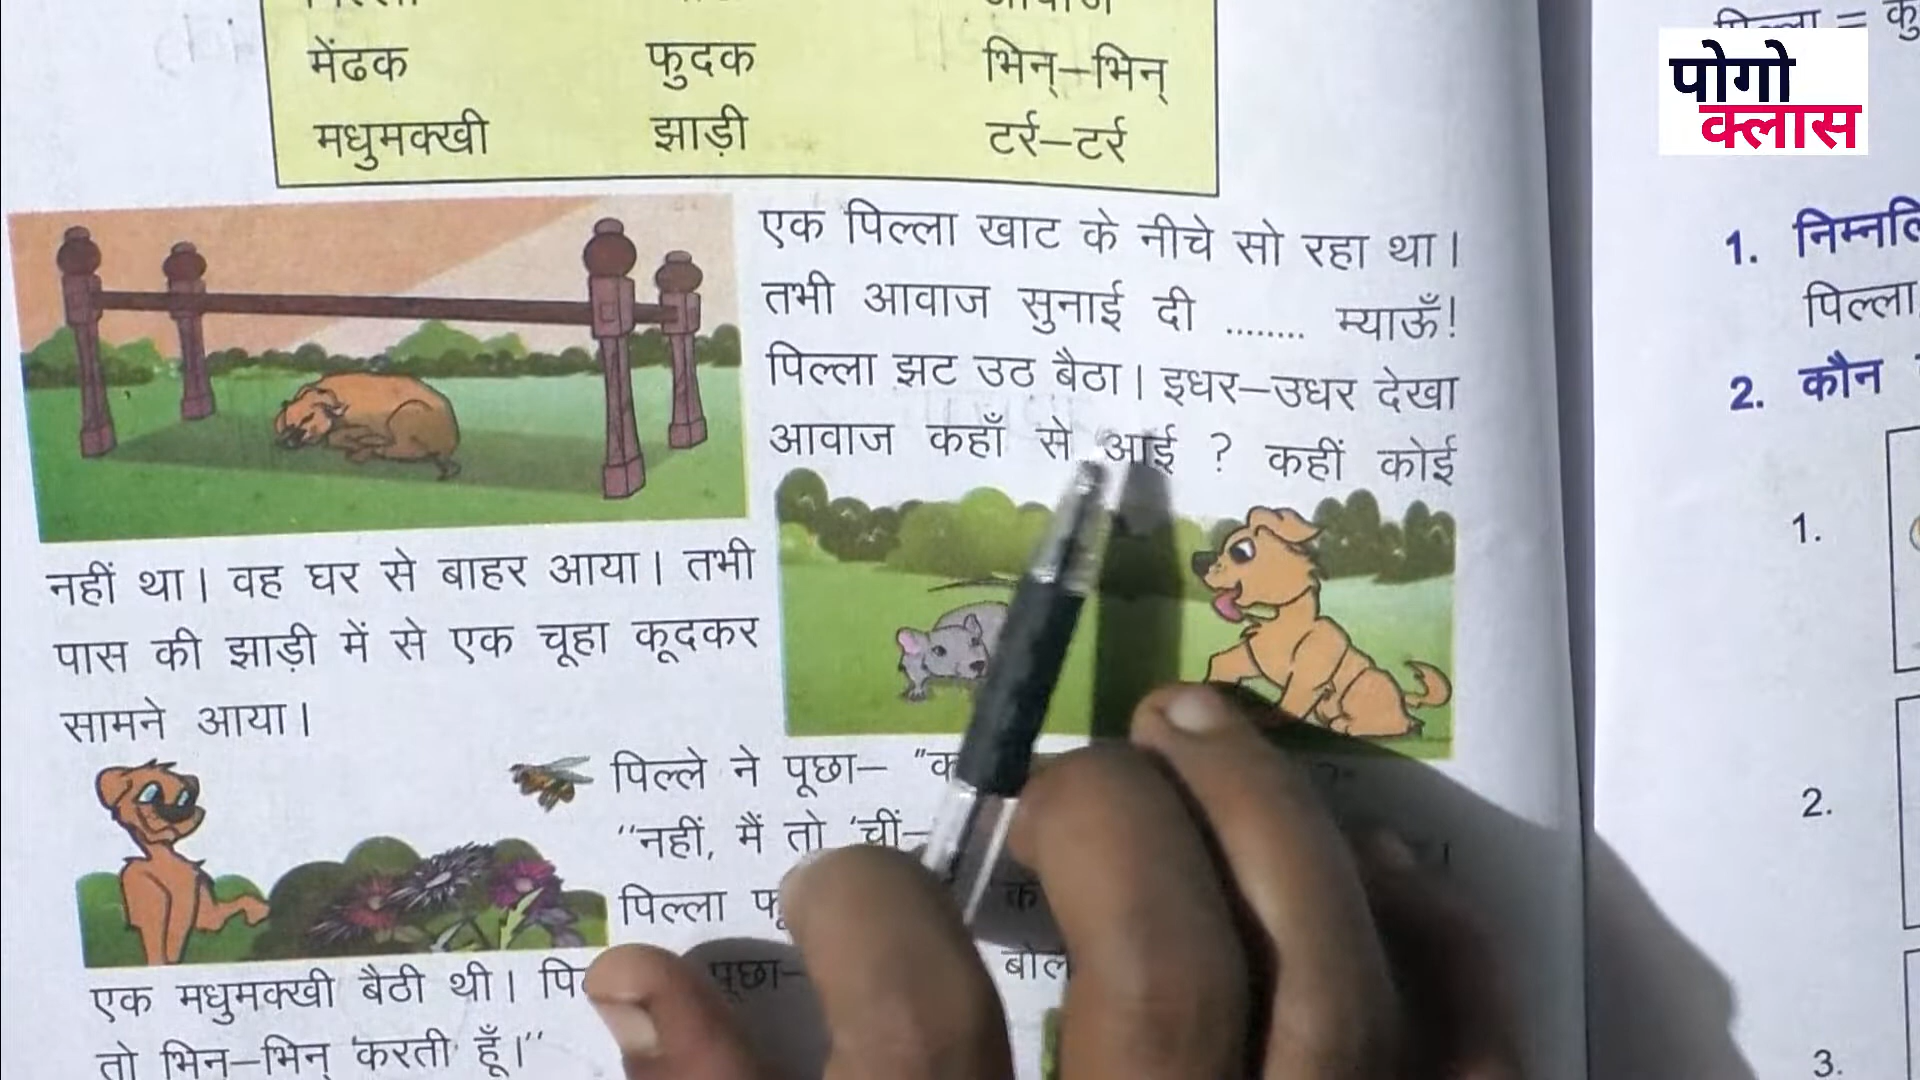 मेंढक फुदक भिन्–भिन्
मधुमक्खी झाड़ी टर्र–टर्र
एक पिल्ला खाट के नीचे सो रहा था।
तभी आवाज सुनाई दी ........ म्याऊँ!
पिल्ला झट उठ बैठा। इधर–उधर देखा
आवाज कहाँ से आई ? कहीं कोई
नहीं था। वह घर से बाहर आया। तभी
पास की झाड़ी में से एक चूहा कूदकर
सामने आया।
पिल्ले ने पूछा– "क
"नहीं, मैं तो 'चीं–
पिल्ला
एक मधुमक्खी बैठी थी। पूछा– बोल
तो भिन–भिन् करती हूँ।"
पिल्ला =
पोगो
क्लास
1.
पिल्ला,
2. कौन
1.
2.
3.